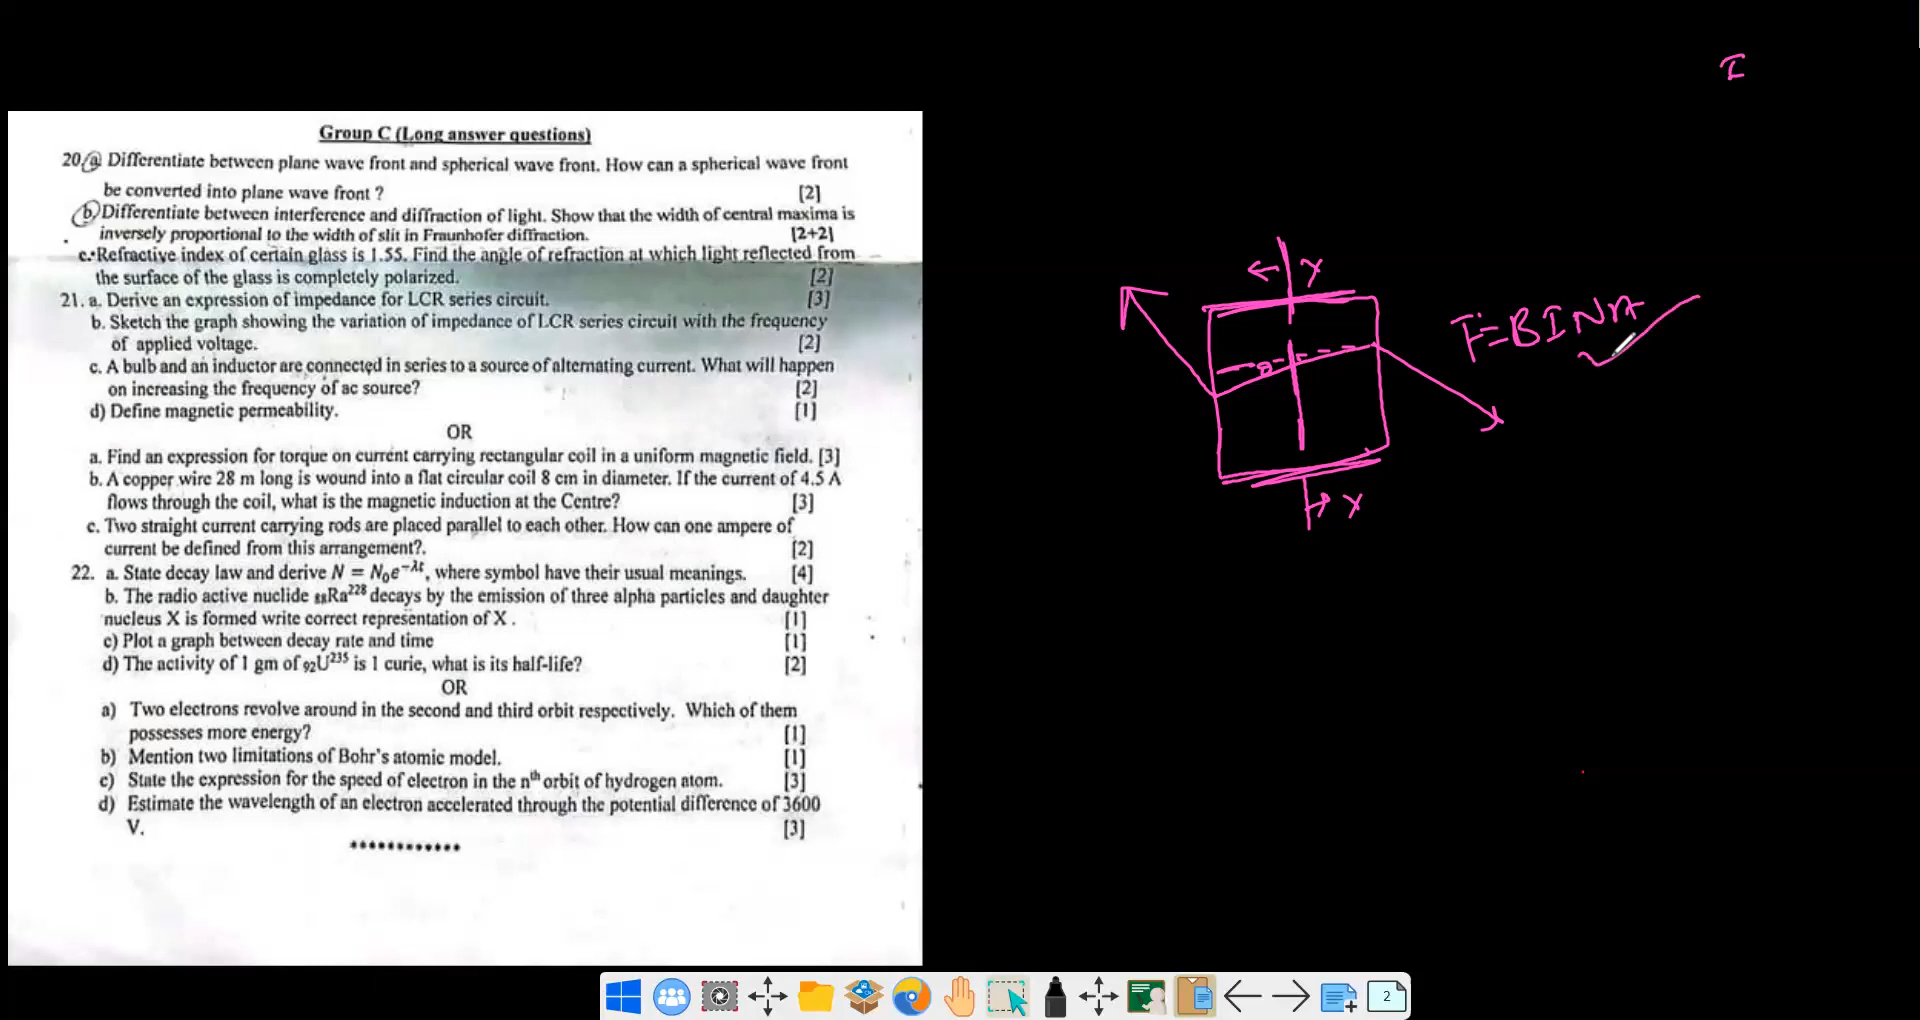 Group C (Long answer questions)
20. a Differentiate between plane wave front and spherical wave front. How can a spherical wave front
be converted into plane wave front ? [2]
b) Differentiate between interference and diffraction of light. Show that the width of central maxima is
inversely proportional to the width of slit in Fraunhofer diffraction. [2+2]
c. Refractive index of certain glass is 1.55. Find the angle of refraction at which light reflected from
the surface of the glass is completely polarized. [2]
21. a. Derive an expression of impedance for LCR series circuit. [3]
b. Sketch the graph showing the variation of impedance of LCR series circuit with the frequency
of applied voltage. [2]
c. A bulb and an inductor are connected in series to a source of alternating current. What will happen
on increasing the frequency of ac source? [2]
d) Define magnetic permeability. [1]
OR
a. Find an expression for torque on current carrying rectangular coil in a uniform magnetic field. [3]
b. A copper wire 28 m long is wound into a flat circular coil 8 cm in diameter. If the current of 4.5 A
flows through the coil, what is the magnetic induction at the Centre? [3]
c. Two straight current carrying rods are placed parallel to each other. How can one ampere of
current be defined from this arrangement?. [2]
22. a. State decay law and derive N = N₀e^−λt, where symbol have their usual meanings. [4]
b. The radio active nuclide ₈₈Ra²²⁸ decays by the emission of three alpha particles and daughter
nucleus X is formed write correct representation of X . [1]
c) Plot a graph between decay rate and time [1]
d) The activity of 1 gm of ₉₂U²³⁵ is 1 curie, what is its half-life? [2]
OR
a) Two electrons revolve around in the second and third orbit respectively. Which of them
possesses more energy? [1]
b) Mention two limitations of Bohr's atomic model. [1]
c) State the expression for the speed of electron in the nth orbit of hydrogen atom. [3]
d) Estimate the wavelength of an electron accelerated through the potential difference of 3600
V. [3]
************
I
F=BINA
θ
x
2